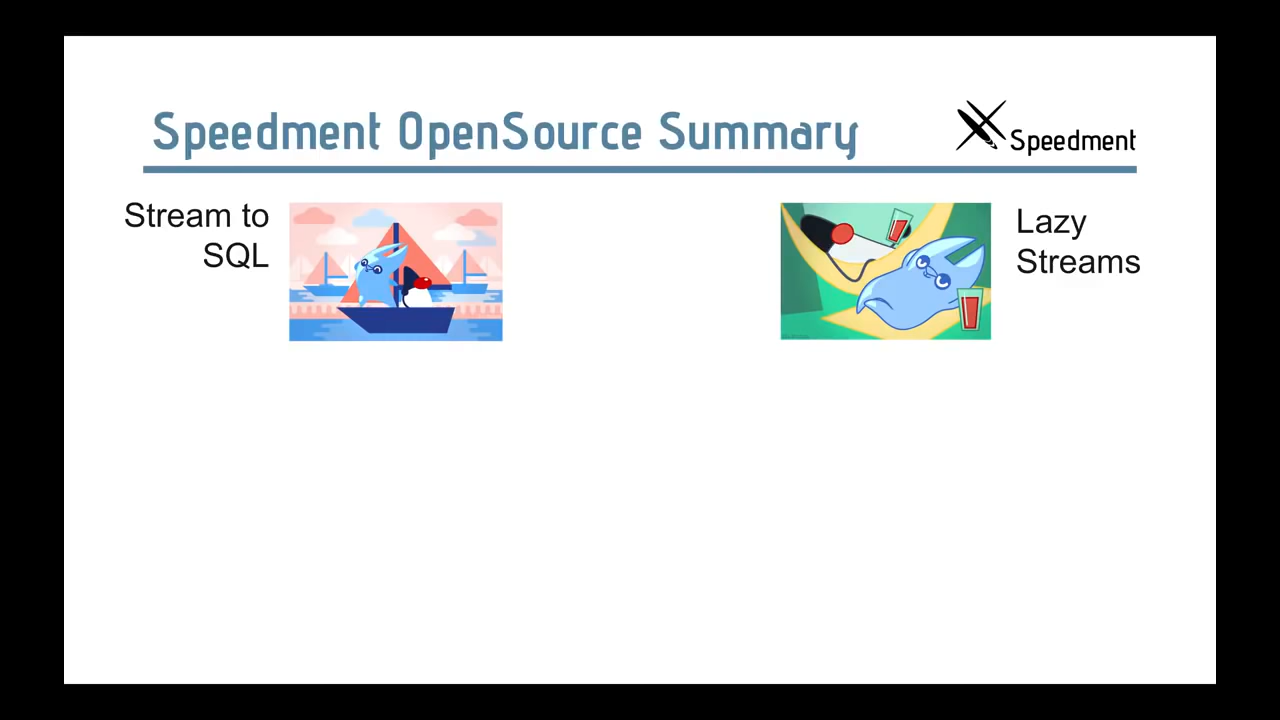 Speedment OpenSource Summary
Speedment
Stream to
SQL
Lazy
Streams